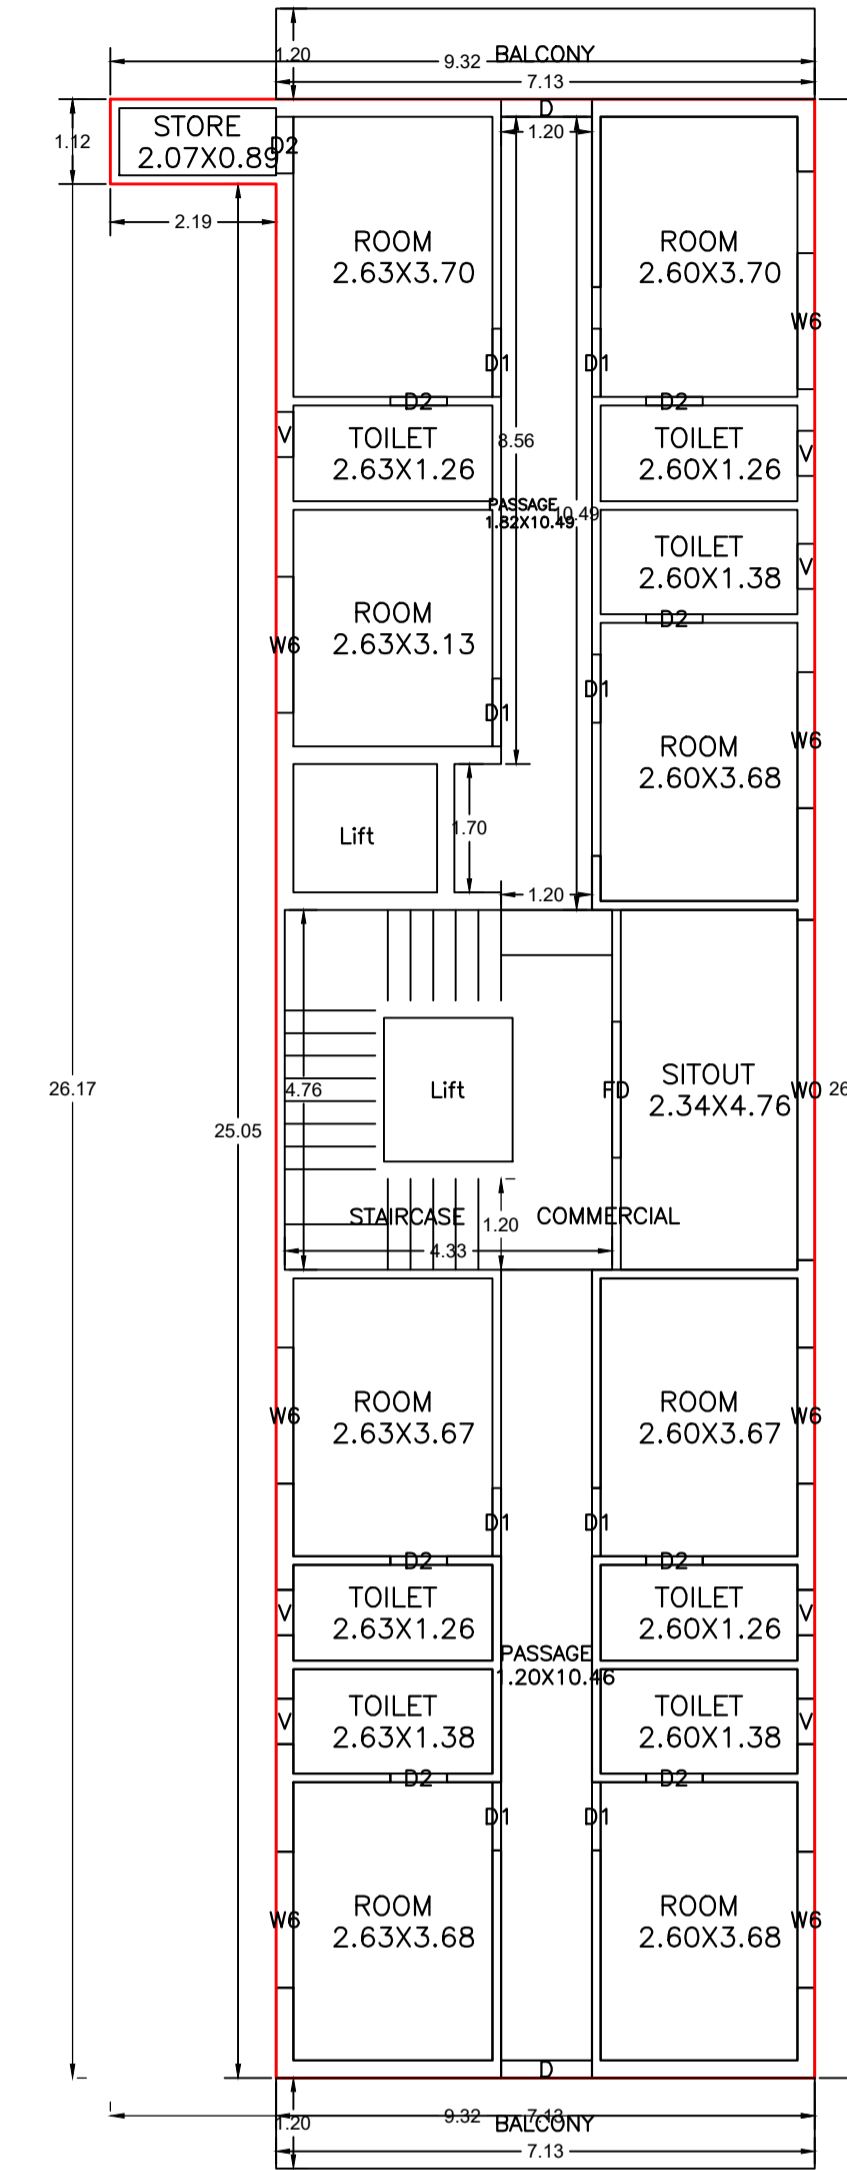 1.20
BALCONY
9.32
7.13
D
1.20
STORE
2.07X0.89
D2
1.12
2.19
ROOM
2.63X3.70
ROOM
2.60X3.70
W6
D1
D1
D2
D2
V
TOILET
2.63X1.26
8.56
TOILET
2.60X1.26
V
PASSAGE
1.82X10.49
10.49
TOILET
2.60X1.38
V
ROOM
2.63X3.13
W6
D2
D1
D1
ROOM
2.60X3.68
W6
Lift
1.70
1.20
26.17
25.05
4.76
Lift
FD
SITOUT
2.34X4.76
WO
26
STAIRCASE
1.20
COMMERCIAL
4.33
ROOM
2.63X3.67
W6
ROOM
2.60X3.67
W6
D1
D1
D2
D2
V
TOILET
2.63X1.26
TOILET
2.60X1.26
V
PASSAGE
1.20X10.46
V
TOILET
2.63X1.38
TOILET
2.60X1.38
V
D2
D2
D1
D1
ROOM
2.63X3.68
W6
ROOM
2.60X3.68
W6
D
9.32
7.13
1.20
BALCONY
7.13